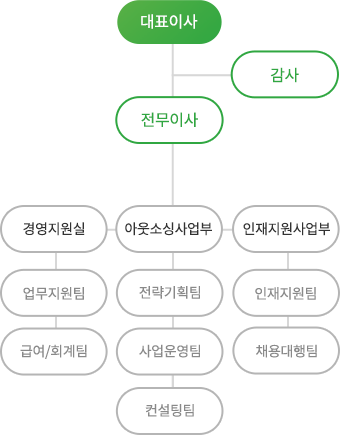 대표이사
감사
전무이사
경영지원실
아웃소싱사업부
인재지원사업부
업무지원팀
전략기획팀
인재지원팀
급여/회계팀
사업운영팀
채용대행팀
컨설팅팀